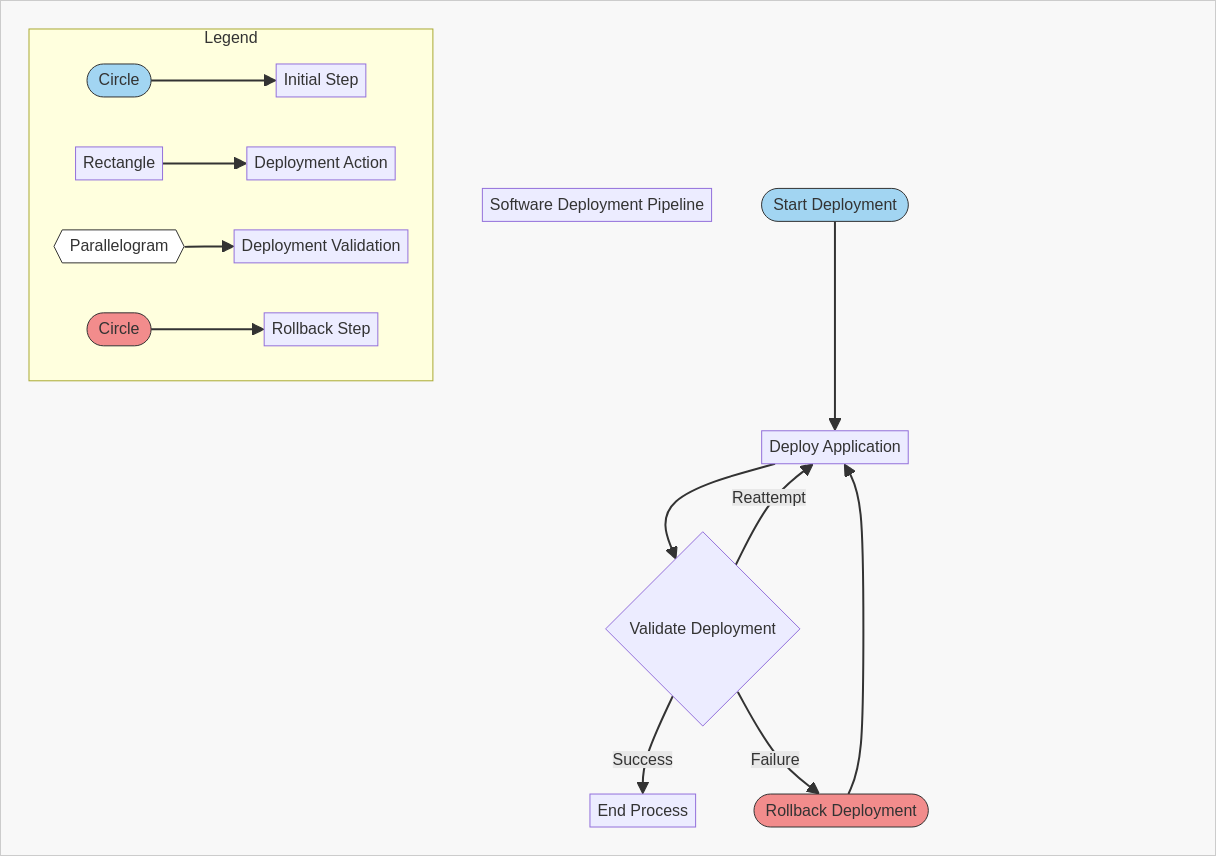 Legend
Circle
Initial Step
Rectangle
Deployment Action
Parallelogram
Deployment Validation
Circle
Rollback Step
Software Deployment Pipeline
Start Deployment
Deploy Application
Reattempt
Validate Deployment
Success
Failure
End Process
Rollback Deployment